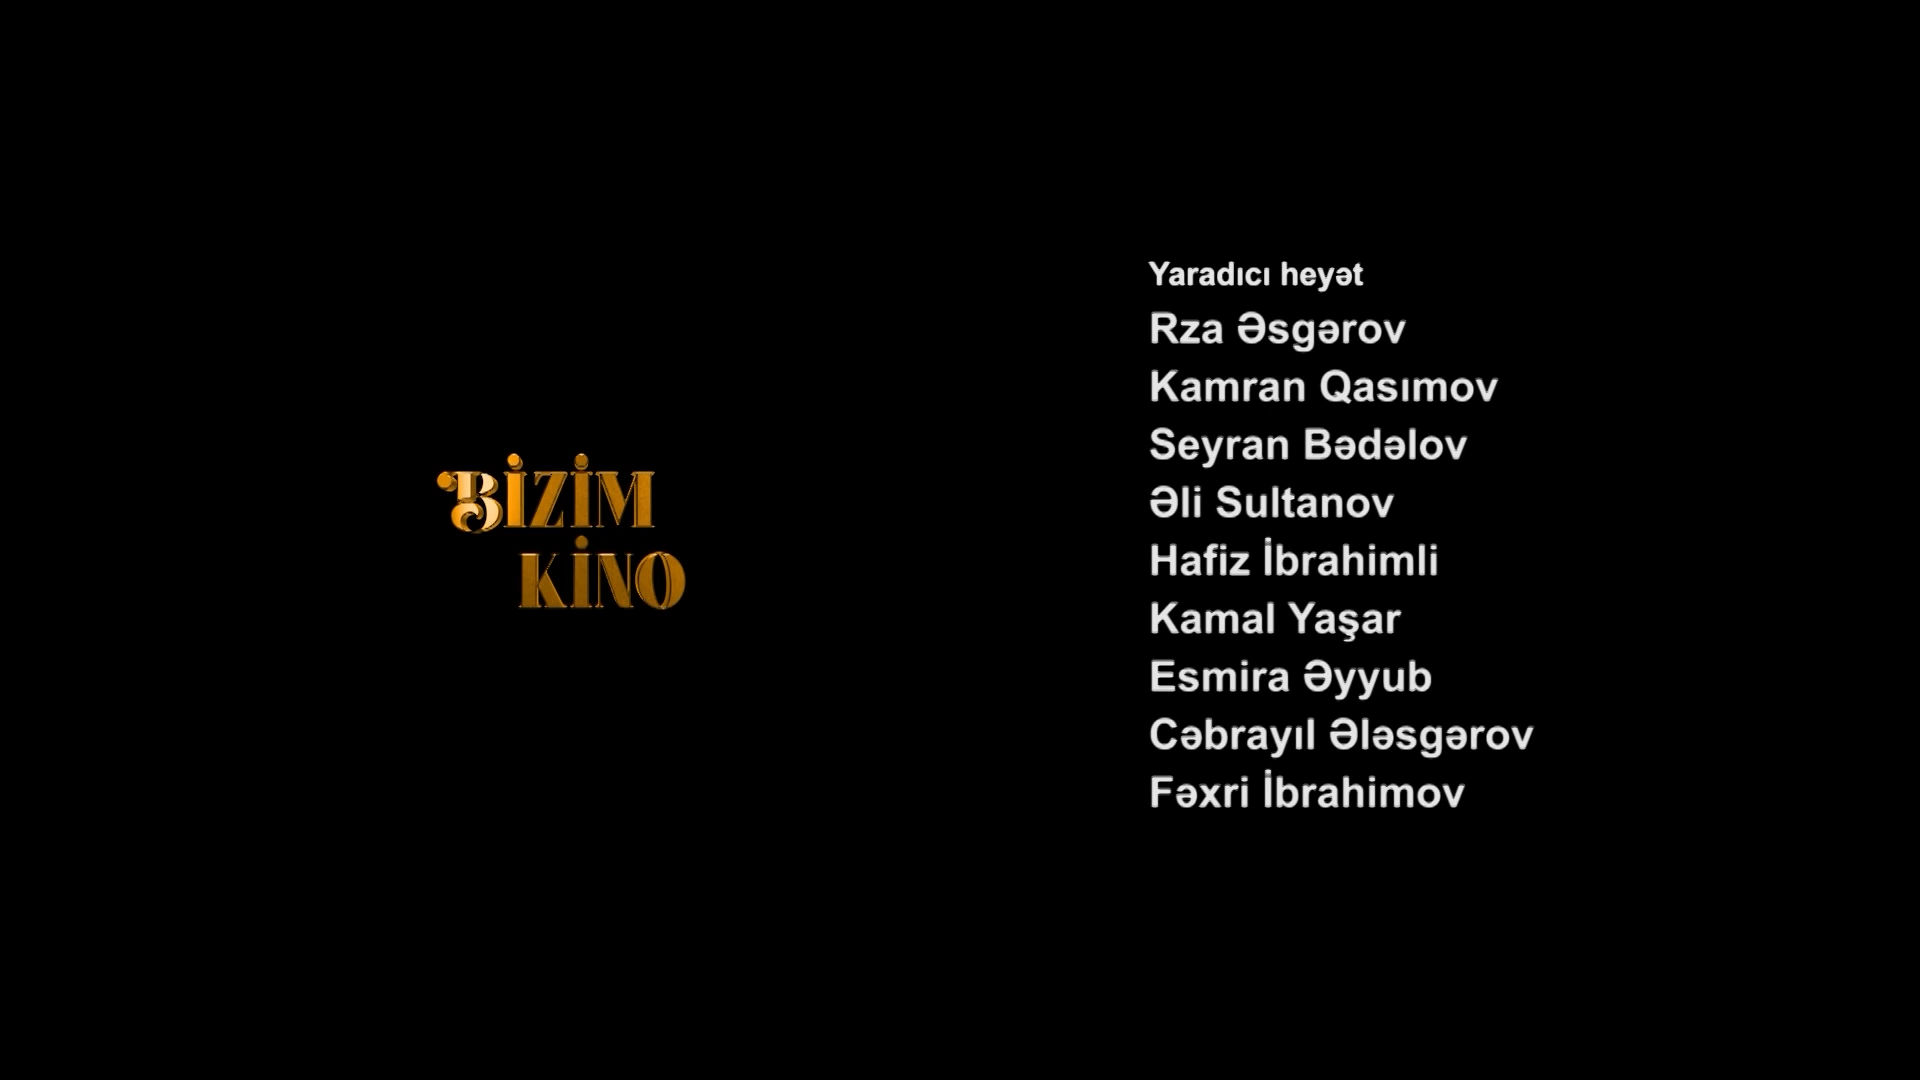 BİZİM
KİNO
Yaradıcı heyət
Rza Əsgərov
Kamran Qasımov
Seyran Bədəlov
Əli Sultanov
Hafiz İbrahimli
Kamal Yaşar
Esmira Əyyub
Cəbrayıl Ələsgərov
Fəxri İbrahimov